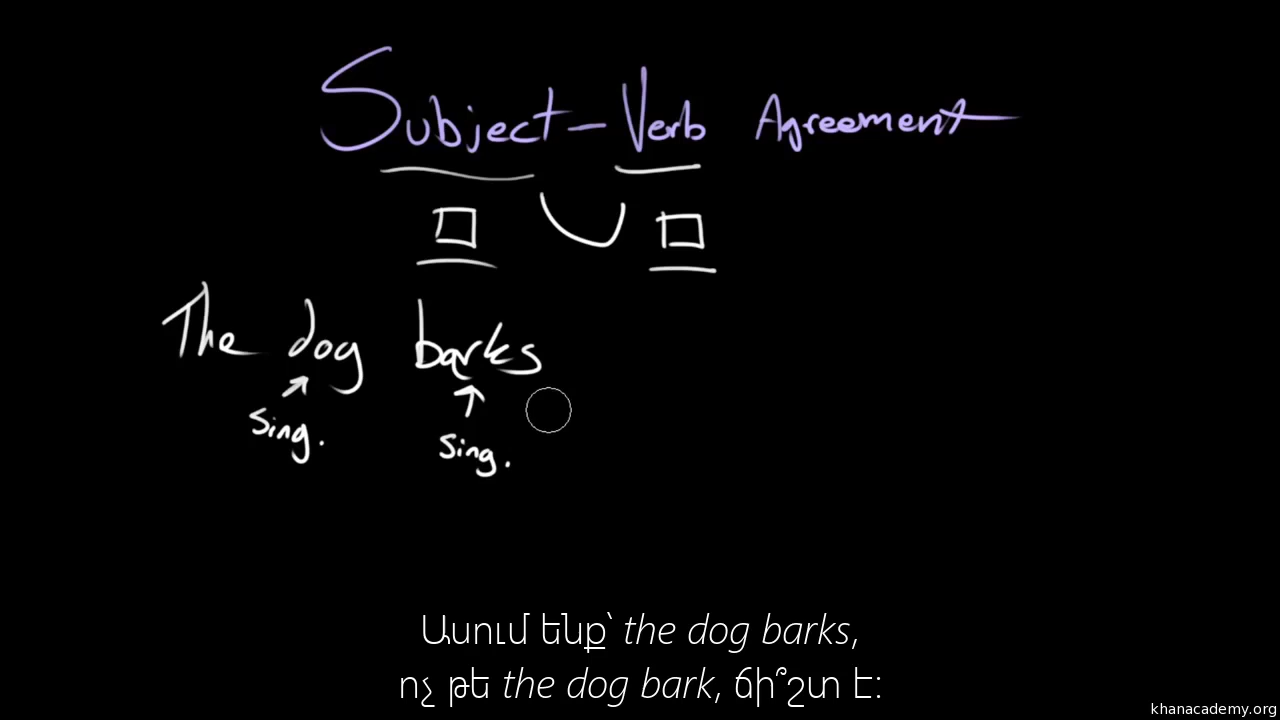 Subject-Verb Agreement
The dog barks
sing. sing.
Ասում ենք՝ the dog barks,
ոչ թե the dog bark, ճի՞շտ է:
khanacademy.org